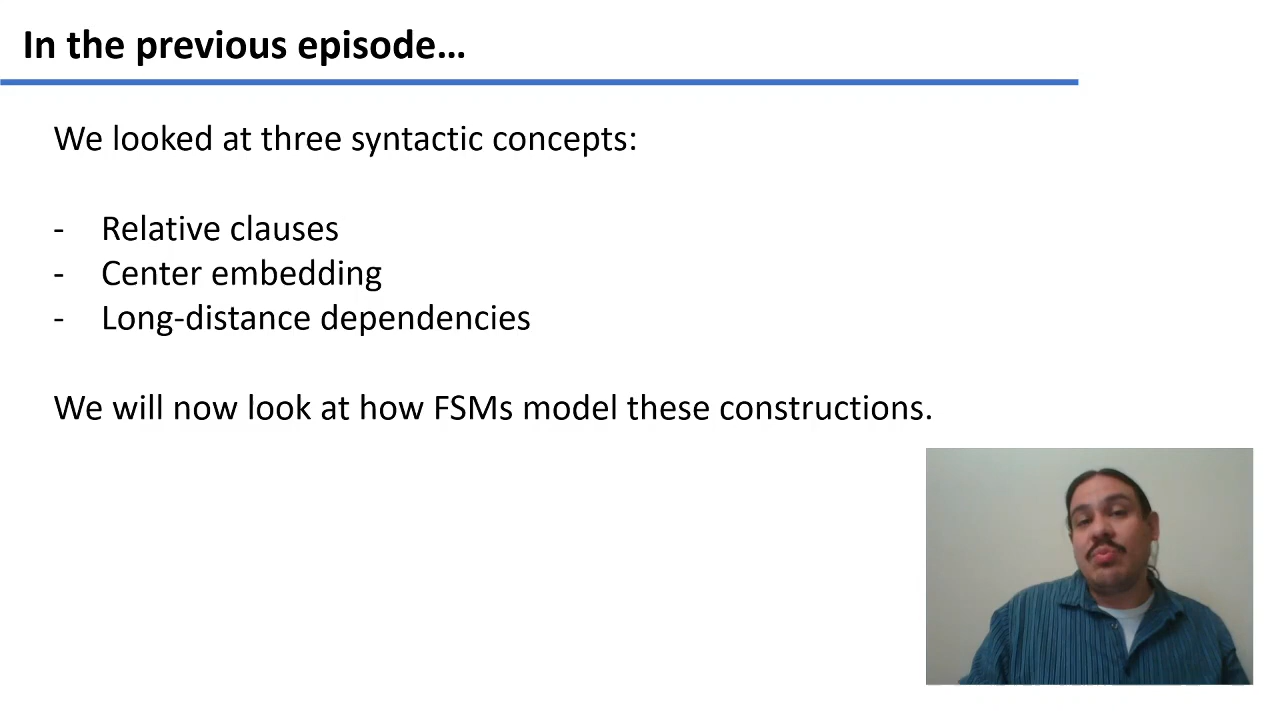 In the previous episode…
We looked at three syntactic concepts:
- Relative clauses
- Center embedding
- Long-distance dependencies
We will now look at how FSMs model these constructions.